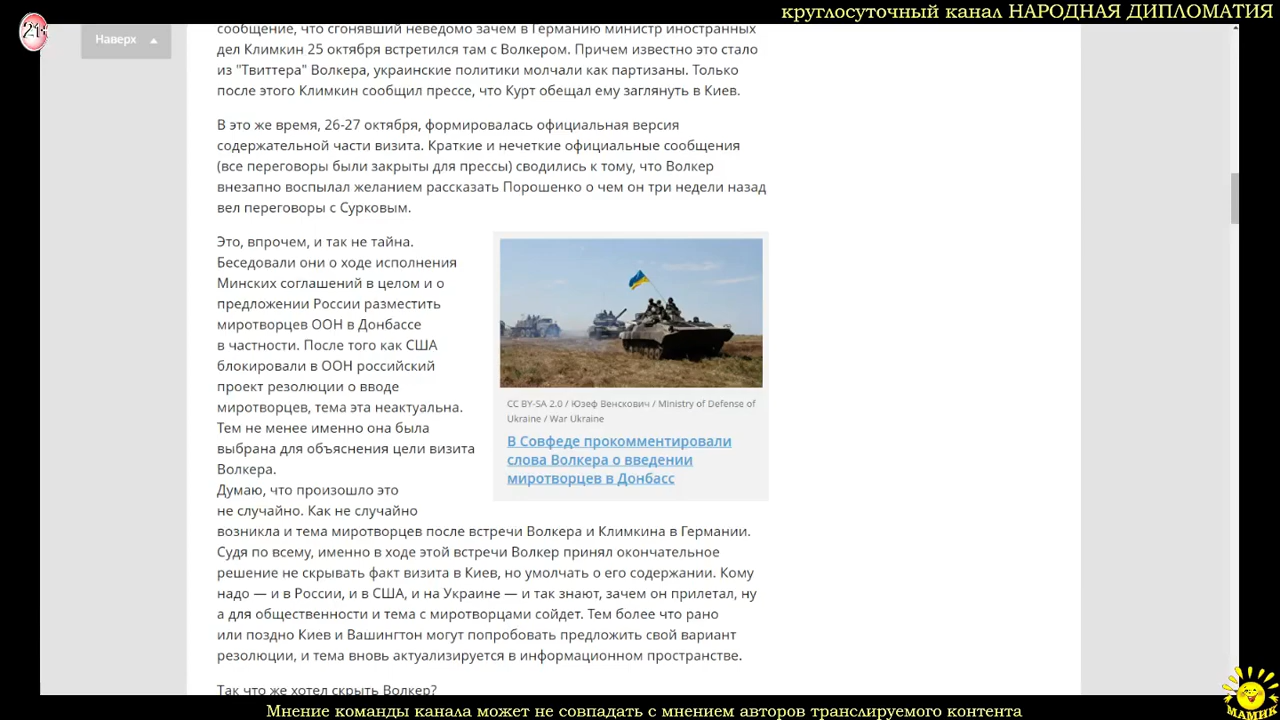 круглосуточный канал НАРОДНАЯ ДИПЛОМАТИЯ
21+
Наверх
сообщение, что сгонявший неведомо зачем в Германию министр иностранных
дел Климкин 25 октября встретился там с Волкером. Причем известно это стало
из "Твиттера" Волкера, украинские политики молчали как партизаны. Только
после этого Климкин сообщил прессе, что Курт обещал ему заглянуть в Киев.
В это же время, 26-27 октября, формировалась официальная версия
содержательной части визита. Краткие и нечеткие официальные сообщения
(все переговоры были закрыты для прессы) сводились к тому, что Волкер
внезапно воспылал желанием рассказать Порошенко о чем он три недели назад
вел переговоры с Сурковым.
Это, впрочем, и так не тайна.
Беседовали они о ходе исполнения
Минских соглашений в целом и о
предложении России разместить
миротворцев ООН в Донбассе
в частности. После того как США
блокировали в ООН российский
проект резолюции о вводе
миротворцев, тема эта неактуальна.
Тем не менее именно она была
выбрана для объяснения цели визита
Волкера.
Думаю, что произошло это
не случайно. Как не случайно
возникла и тема миротворцев после встречи Волкера и Климкина в Германии.
Судя по всему, именно в ходе этой встречи Волкер принял окончательное
решение не скрывать факт визита в Киев, но умолчать о его содержании. Кому
надо — и в России, и в США, и на Украине — и так знают, зачем он прилетал, ну
а для общественности и тема с миротворцами сойдет. Тем более что рано
или поздно Киев и Вашингтон могут попробовать предложить свой вариант
резолюции, и тема вновь актуализируется в информационном пространстве.
Так что же хотел скрыть Волкер?
CC BY-SA 2.0 / Юзеф Венскович / Ministry of Defense of
Ukraine / War Ukraine
В Совфеде прокомментировали
слова Волкера о введении
миротворцев в Донбасс
МАМИК
Мнение команды канала может не совпадать с мнением авторов транслируемого контента